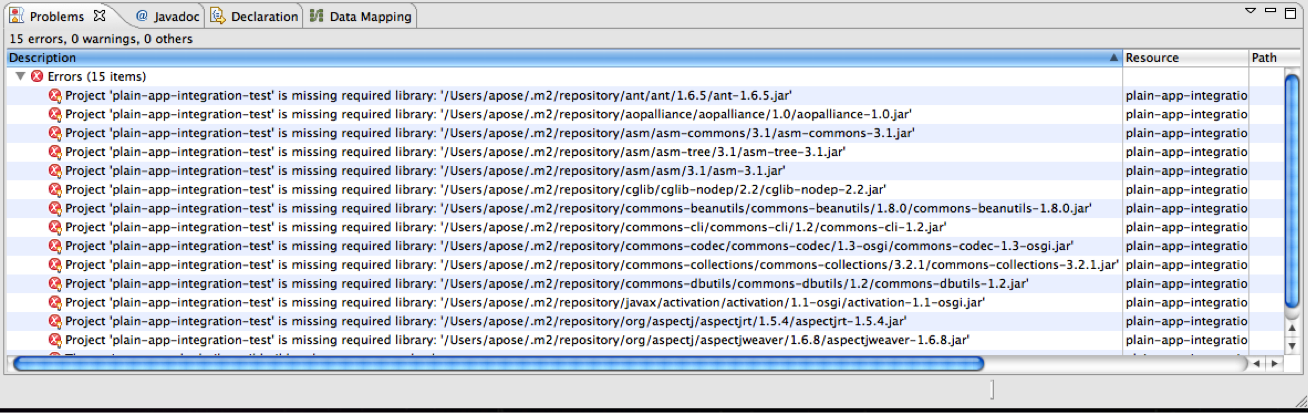 Problems Javadoc Declaration Data Mapping
15 errors, 0 warnings, 0 others
Description Resource Path
Errors (15 items)
Project 'plain-app-integration-test' is missing required library: '/Users/apose/.m2/repository/ant/ant/1.6.5/ant-1.6.5.jar' plain-app-integratio
Project 'plain-app-integration-test' is missing required library: '/Users/apose/.m2/repository/aopalliance/aopalliance/1.0/aopalliance-1.0.jar' plain-app-integratio
Project 'plain-app-integration-test' is missing required library: '/Users/apose/.m2/repository/asm/asm-commons/3.1/asm-commons-3.1.jar' plain-app-integratio
Project 'plain-app-integration-test' is missing required library: '/Users/apose/.m2/repository/asm/asm-tree/3.1/asm-tree-3.1.jar' plain-app-integratio
Project 'plain-app-integration-test' is missing required library: '/Users/apose/.m2/repository/asm/asm/3.1/asm-3.1.jar' plain-app-integratio
Project 'plain-app-integration-test' is missing required library: '/Users/apose/.m2/repository/cglib/cglib-nodep/2.2/cglib-nodep-2.2.jar' plain-app-integratio
Project 'plain-app-integration-test' is missing required library: '/Users/apose/.m2/repository/commons-beanutils/commons-beanutils/1.8.0/commons-beanutils-1.8.0.jar' plain-app-integratio
Project 'plain-app-integration-test' is missing required library: '/Users/apose/.m2/repository/commons-cli/commons-cli/1.2/commons-cli-1.2.jar' plain-app-integratio
Project 'plain-app-integration-test' is missing required library: '/Users/apose/.m2/repository/commons-codec/commons-codec/1.3-osgi/commons-codec-1.3-osgi.jar' plain-app-integratio
Project 'plain-app-integration-test' is missing required library: '/Users/apose/.m2/repository/commons-collections/commons-collections/3.2.1/commons-collections-3.2.1.jar' plain-app-integratio
Project 'plain-app-integration-test' is missing required library: '/Users/apose/.m2/repository/commons-dbutils/commons-dbutils/1.2/commons-dbutils-1.2.jar' plain-app-integratio
Project 'plain-app-integration-test' is missing required library: '/Users/apose/.m2/repository/javax/activation/activation/1.1-osgi/activation-1.1-osgi.jar' plain-app-integratio
Project 'plain-app-integration-test' is missing required library: '/Users/apose/.m2/repository/org/aspectj/aspectjrt/1.5.4/aspectjrt-1.5.4.jar' plain-app-integratio
Project 'plain-app-integration-test' is missing required library: '/Users/apose/.m2/repository/org/aspectj/aspectjweaver/1.6.8/aspectjweaver-1.6.8.jar' plain-app-integratio